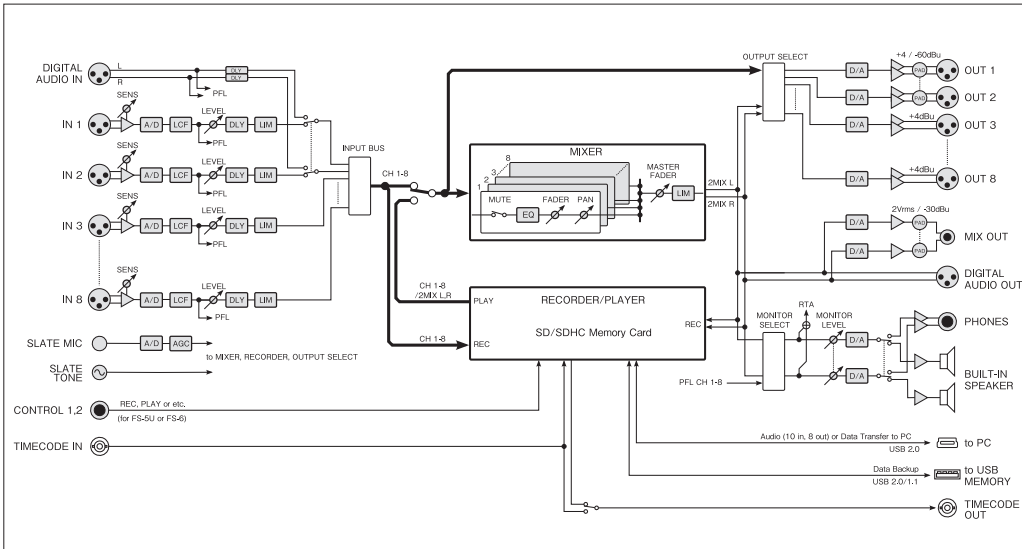 DIGITAL AUDIO IN
L
R
DLY
DLY
PFL
OUTPUT SELECT
+4 / -60dBu
D/A
PAD
OUT 1
D/A
PAD
OUT 2
+4dBu
D/A
OUT 3
+4dBu
D/A
OUT 8
SENS
IN 1
A/D
LCF
LEVEL
DLY
LIM
PFL
SENS
IN 2
A/D
LCF
LEVEL
DLY
LIM
PFL
SENS
IN 3
A/D
LCF
LEVEL
DLY
LIM
PFL
SENS
IN 8
A/D
LCF
LEVEL
DLY
LIM
PFL
INPUT BUS
CH 1-8
MIXER
8
3
2
1
MUTE
EQ
FADER
PAN
MASTER FADER
LIM
2MIX L
2MIX R
2Vrms / -30dBu
D/A
PAD
D/A
PAD
MIX OUT
DIGITAL AUDIO OUT
CH 1-8
/2MIX L,R
PLAY
RECORDER/PLAYER
SD/SDHC Memory Card
REC
CH 1-8
REC
MONITOR SELECT
RTA
MONITOR LEVEL
D/A
D/A
PHONES
BUILT-IN SPEAKER
PFL CH 1-8
SLATE MIC
A/D
AGC
to MIXER, RECORDER, OUTPUT SELECT
SLATE TONE
CONTROL 1,2
REC, PLAY or etc.
(for FS-5U or FS-6)
TIMECODE IN
Audio (10 in, 8 out) or Data Transfer to PC
USB 2.0
to PC
Data Backup
USB 2.0/1.1
to USB MEMORY
TIMECODE OUT